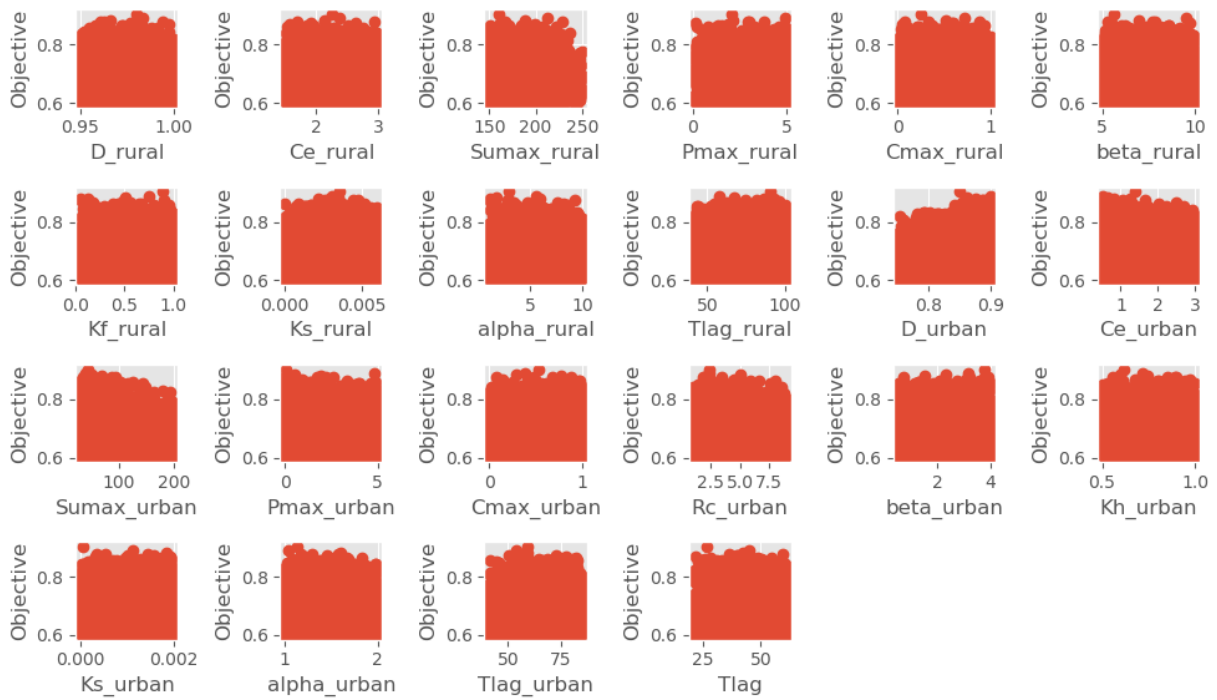 Objective 0.8 0.6 0.95 1.00 D_rural
Objective 0.8 0.6 2 3 Ce_rural
Objective 0.8 0.6 150 200 250 Sumax_rural
Objective 0.8 0.6 0 5 Pmax_rural
Objective 0.8 0.6 0 1 Cmax_rural
Objective 0.8 0.6 5 10 beta_rural
Objective 0.8 0.6 0.0 0.5 1.0 Kf_rural
Objective 0.8 0.6 0.000 0.005 Ks_rural
Objective 0.8 0.6 5 10 alpha_rural
Objective 0.8 0.6 50 100 Tlag_rural
Objective 0.8 0.6 0.8 0.9 D_urban
Objective 0.8 0.6 1 2 3 Ce_urban
Objective 0.8 0.6 100 200 Sumax_urban
Objective 0.8 0.6 0 5 Pmax_urban
Objective 0.8 0.6 0 1 Cmax_urban
Objective 0.8 0.6 2.5 5.0 7.5 Rc_urban
Objective 0.8 0.6 2 4 beta_urban
Objective 0.8 0.6 0.5 1.0 Kh_urban
Objective 0.8 0.6 0.000 0.002 Ks_urban
Objective 0.8 0.6 1 2 alpha_urban
Objective 0.8 0.6 50 75 Tlag_urban
Objective 0.8 0.6 25 50 Tlag